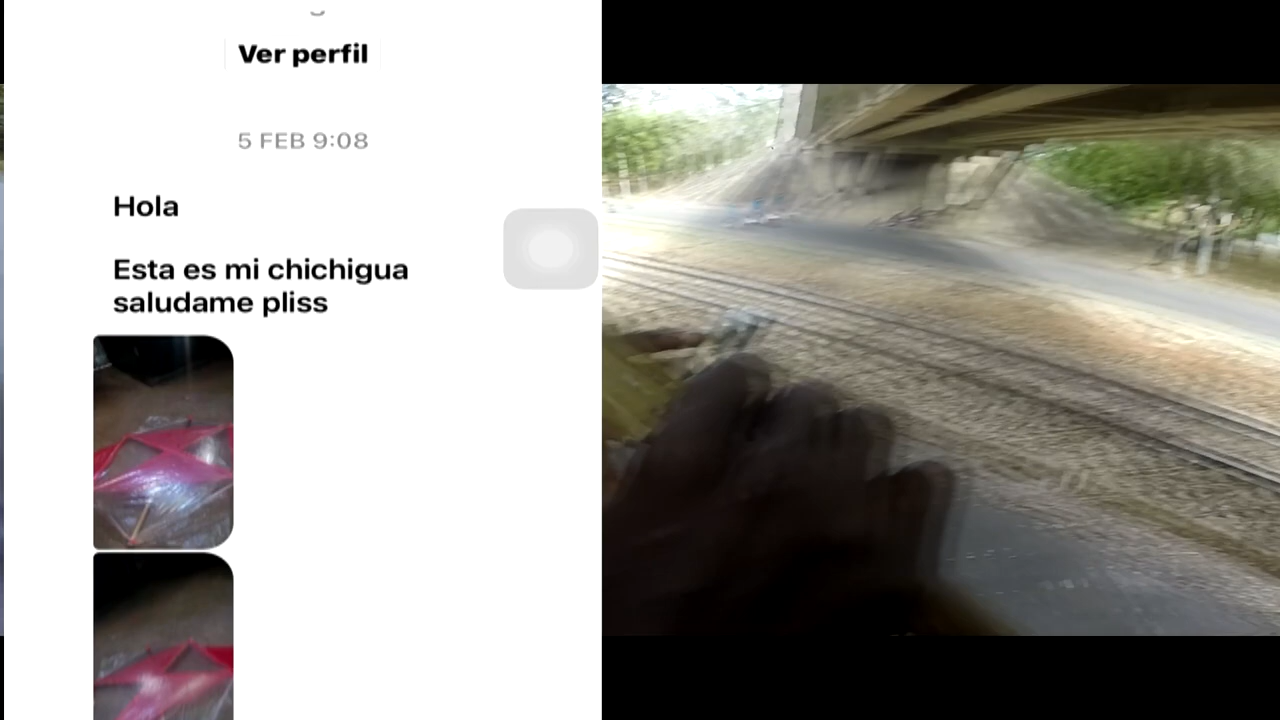 Ver perfil
5 FEB 9:08
Hola
Esta es mi chichigua
saludame pliss